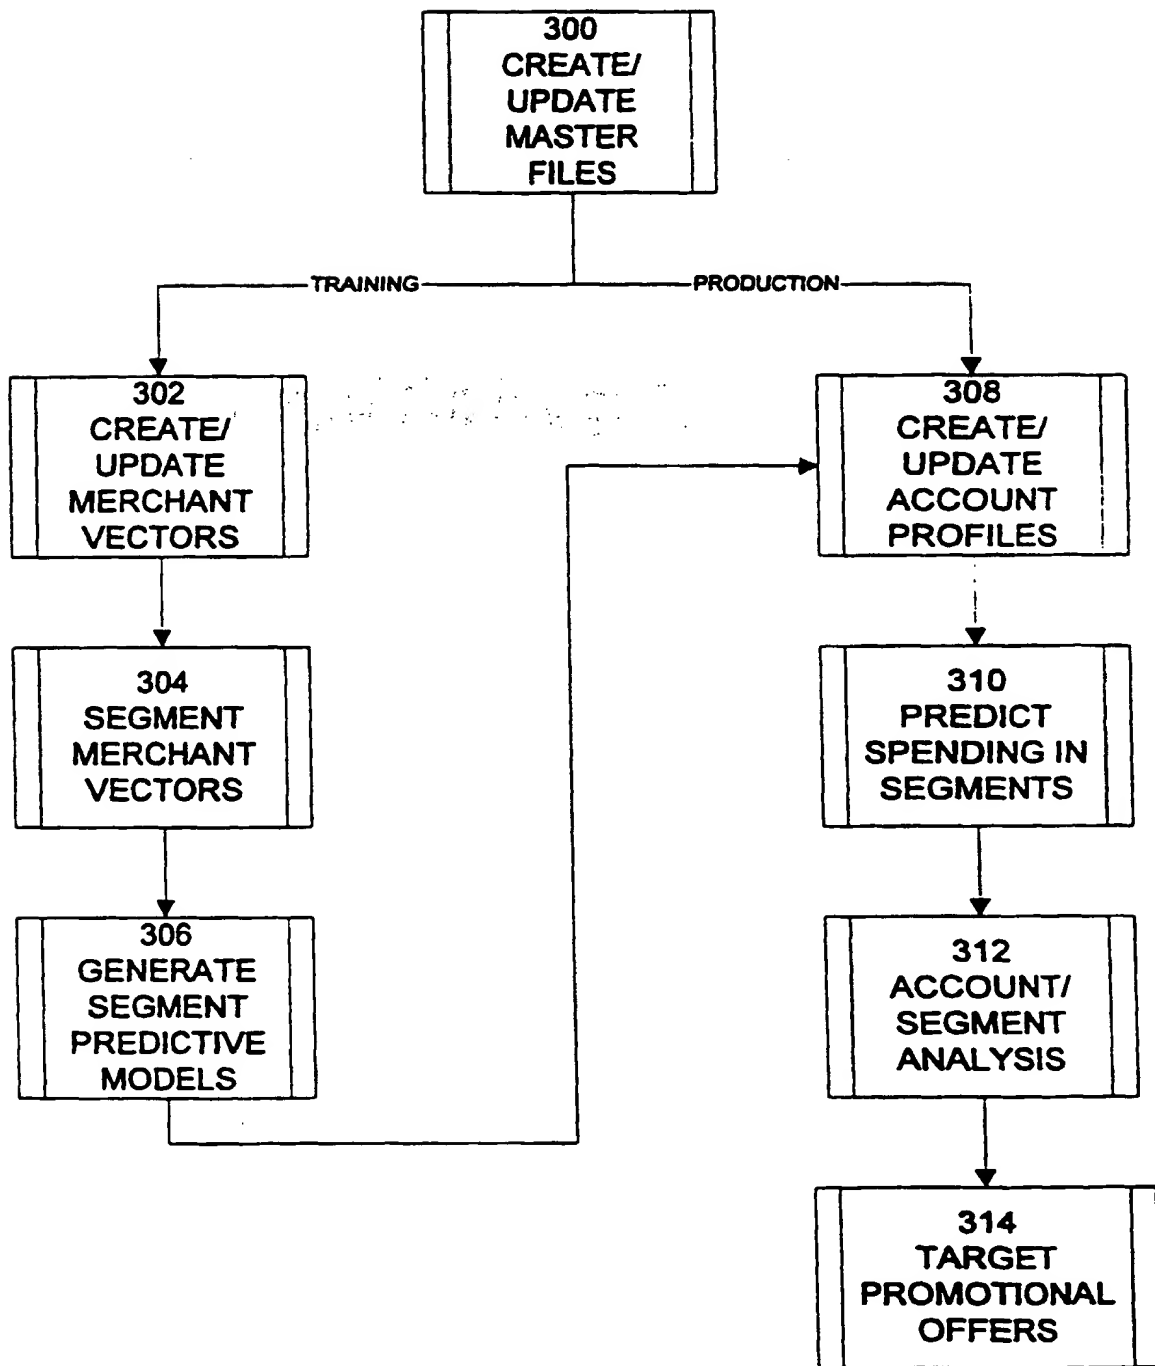 300
CREATE/
UPDATE
MASTER
FILES
TRAINING
PRODUCTION
302
CREATE/
UPDATE
MERCHANT
VECTORS
304
SEGMENT
MERCHANT
VECTORS
306
GENERATE
SEGMENT
PREDICTIVE
MODELS
308
CREATE/
UPDATE
ACCOUNT
PROFILES
310
PREDICT
SPENDING IN
SEGMENTS
312
ACCOUNT/
SEGMENT
ANALYSIS
314
TARGET
PROMOTIONAL
OFFERS